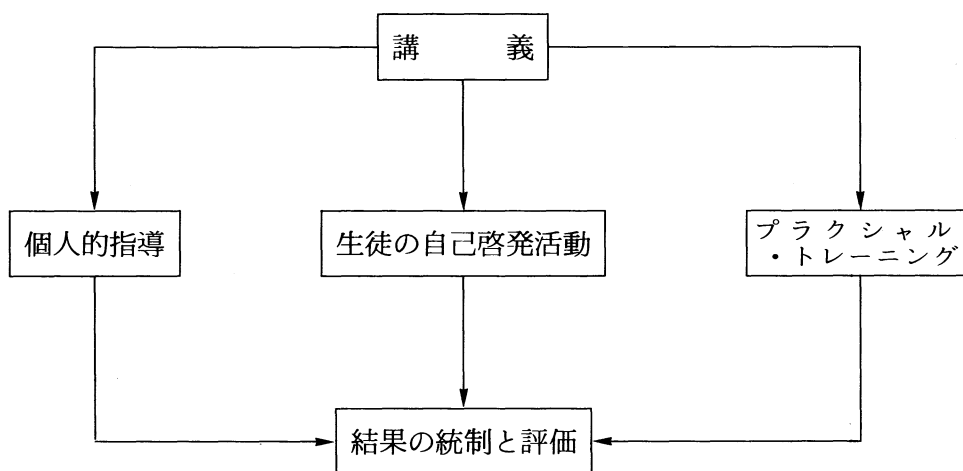 講義
個人的指導
生徒の自己啓発活動
プラクシャル
・トレーニング
結果の統制と評価